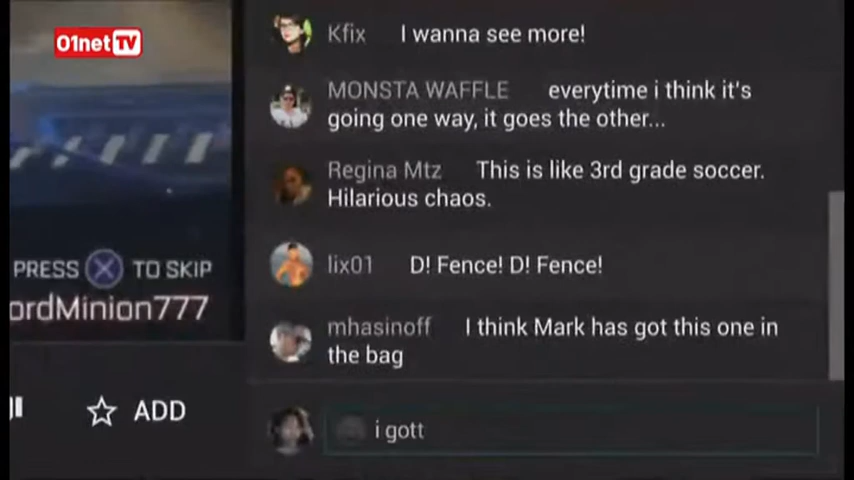 01net TV
Kfix I wanna see more!
MONSTA WAFFLE everytime i think it's
going one way, it goes the other...
Regina Mtz This is like 3rd grade soccer.
Hilarious chaos.
lix01 D! Fence! D! Fence!
PRESS TO SKIP
ordMinion777
mhasinoff I think Mark has got this one in
the bag
ADD
i gott